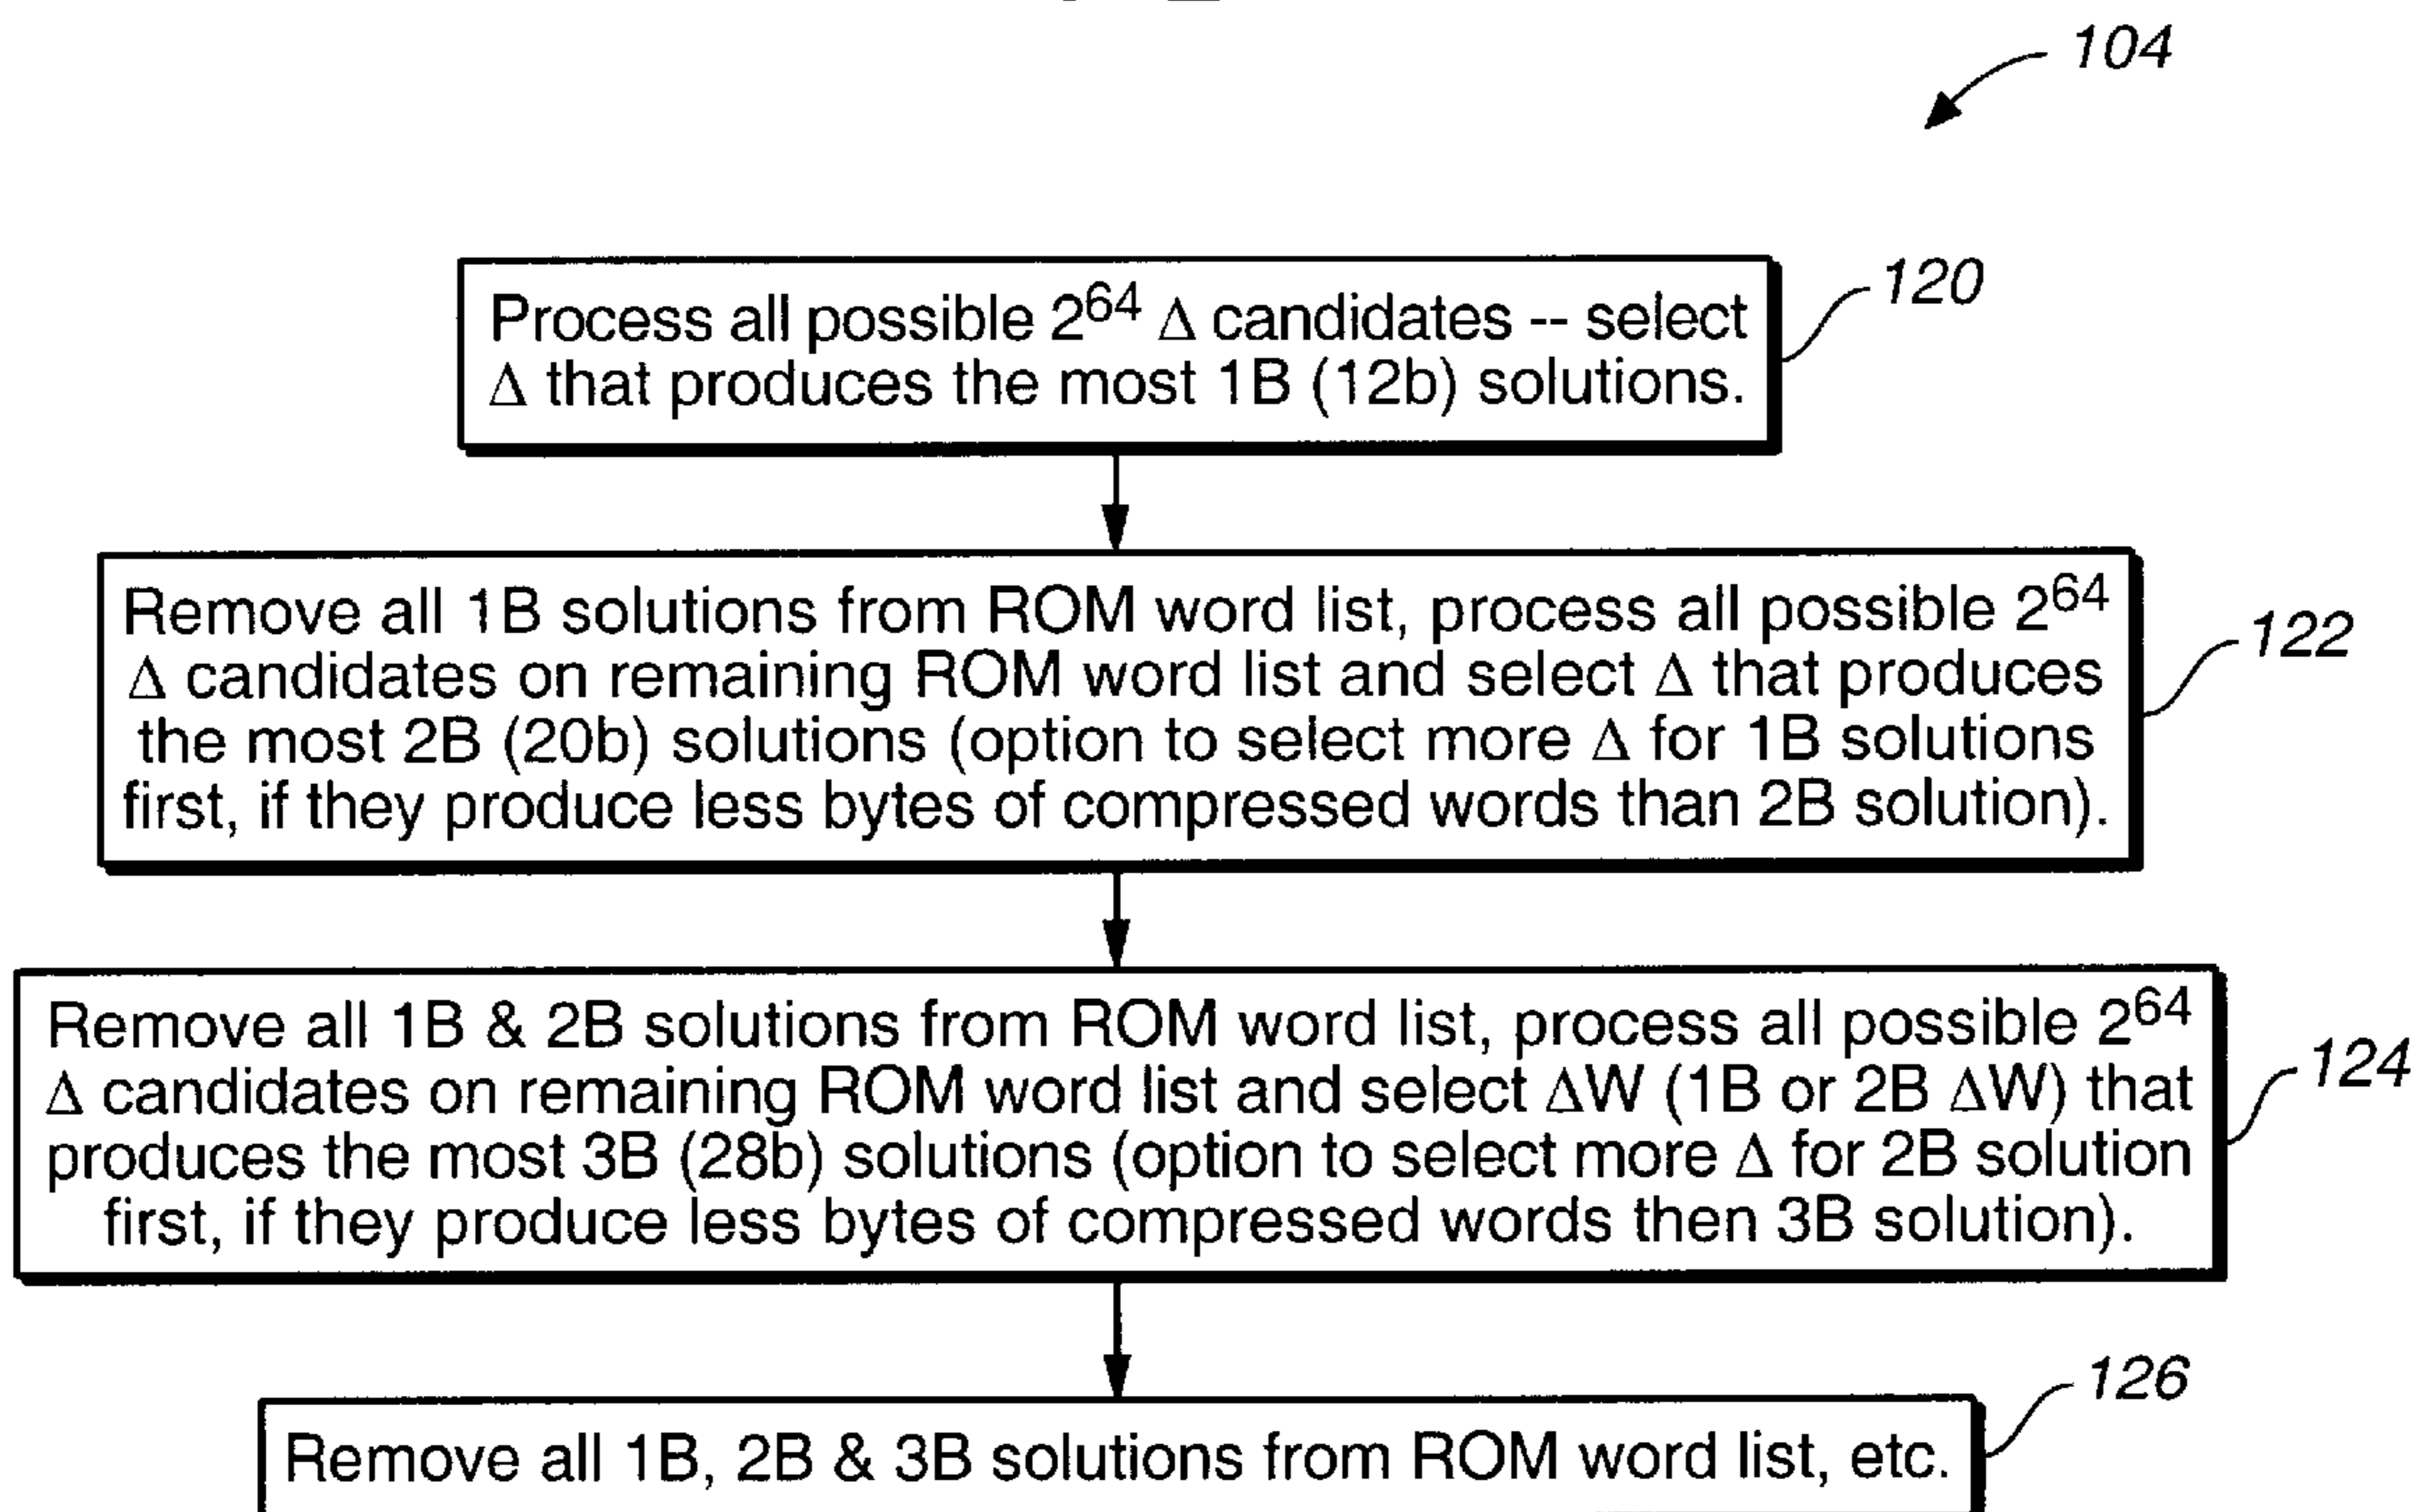 104
Process all possible 2⁶⁴ Δ candidates -- select
Δ that produces the most 1B (12b) solutions.
120
Remove all 1B solutions from ROM word list, process all possible 2⁶⁴
Δ candidates on remaining ROM word list and select Δ that produces
the most 2B (20b) solutions (option to select more Δ for 1B solutions
first, if they produce less bytes of compressed words than 2B solution).
122
Remove all 1B & 2B solutions from ROM word list, process all possible 2⁶⁴
Δ candidates on remaining ROM word list and select ΔW (1B or 2B ΔW) that
produces the most 3B (28b) solutions (option to select more Δ for 2B solution
first, if they produce less bytes of compressed words then 3B solution).
124
Remove all 1B, 2B & 3B solutions from ROM word list, etc.
126